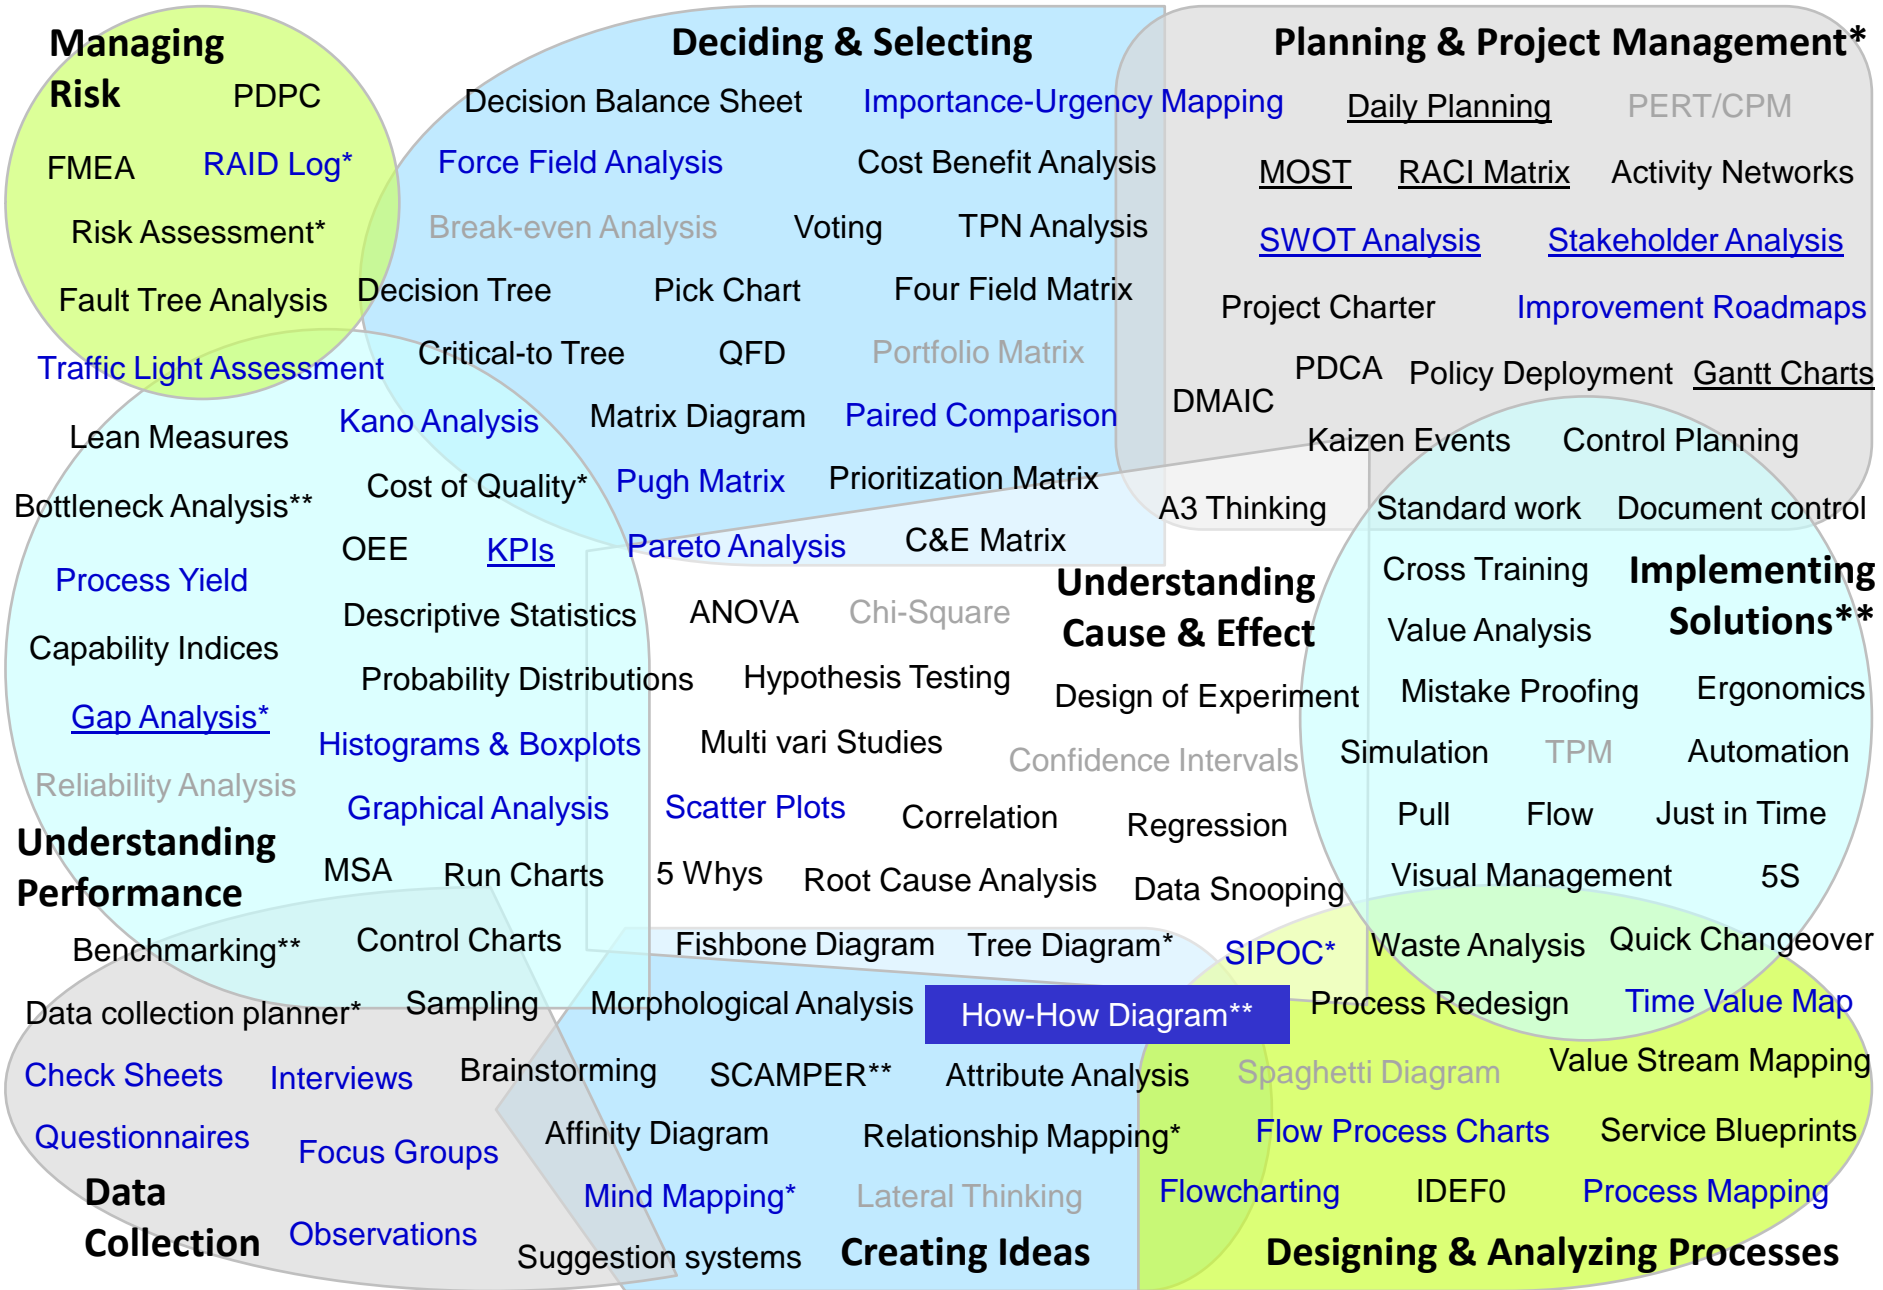 Managing
Risk
Deciding & Selecting
Planning & Project Management*
PDPC
Decision Balance Sheet
Importance-Urgency Mapping
Daily Planning
PERT/CPM
FMEA
RAID Log*
Force Field Analysis
Cost Benefit Analysis
MOST
RACI Matrix
Activity Networks
Risk Assessment*
Break-even Analysis
Voting
TPN Analysis
SWOT Analysis
Stakeholder Analysis
Fault Tree Analysis
Decision Tree
Pick Chart
Four Field Matrix
Project Charter
Improvement Roadmaps
Traffic Light Assessment
Critical-to Tree
QFD
Portfolio Matrix
PDCA
Policy Deployment
Gantt Charts
DMAIC
Lean Measures
Kano Analysis
Matrix Diagram
Paired Comparison
Kaizen Events
Control Planning
Bottleneck Analysis**
Cost of Quality*
Pugh Matrix
Prioritization Matrix
A3 Thinking
Standard work
Document control
OEE
KPIs
Pareto Analysis
C&E Matrix
Understanding
Cause & Effect
Cross Training
Implementing
Solutions**
Process Yield
Descriptive Statistics
ANOVA
Chi-Square
Value Analysis
Capability Indices
Probability Distributions
Hypothesis Testing
Design of Experiment
Mistake Proofing
Ergonomics
Gap Analysis*
Histograms & Boxplots
Multi vari Studies
Confidence Intervals
Simulation
TPM
Automation
Reliability Analysis
Graphical Analysis
Scatter Plots
Correlation
Regression
Pull
Flow
Just in Time
Understanding
Performance
MSA
Run Charts
5 Whys
Root Cause Analysis
Data Snooping
Visual Management
5S
Benchmarking**
Control Charts
Fishbone Diagram
Tree Diagram*
SIPOC*
Waste Analysis
Quick Changeover
Data collection planner*
Sampling
Morphological Analysis
How-How Diagram**
Process Redesign
Time Value Map
Check Sheets
Interviews
Brainstorming
SCAMPER**
Attribute Analysis
Spaghetti Diagram
Value Stream Mapping
Questionnaires
Focus Groups
Affinity Diagram
Relationship Mapping*
Flow Process Charts
Service Blueprints
Data
Collection
Mind Mapping*
Lateral Thinking
Flowcharting
IDEF0
Process Mapping
Observations
Suggestion systems
Creating Ideas
Designing & Analyzing Processes